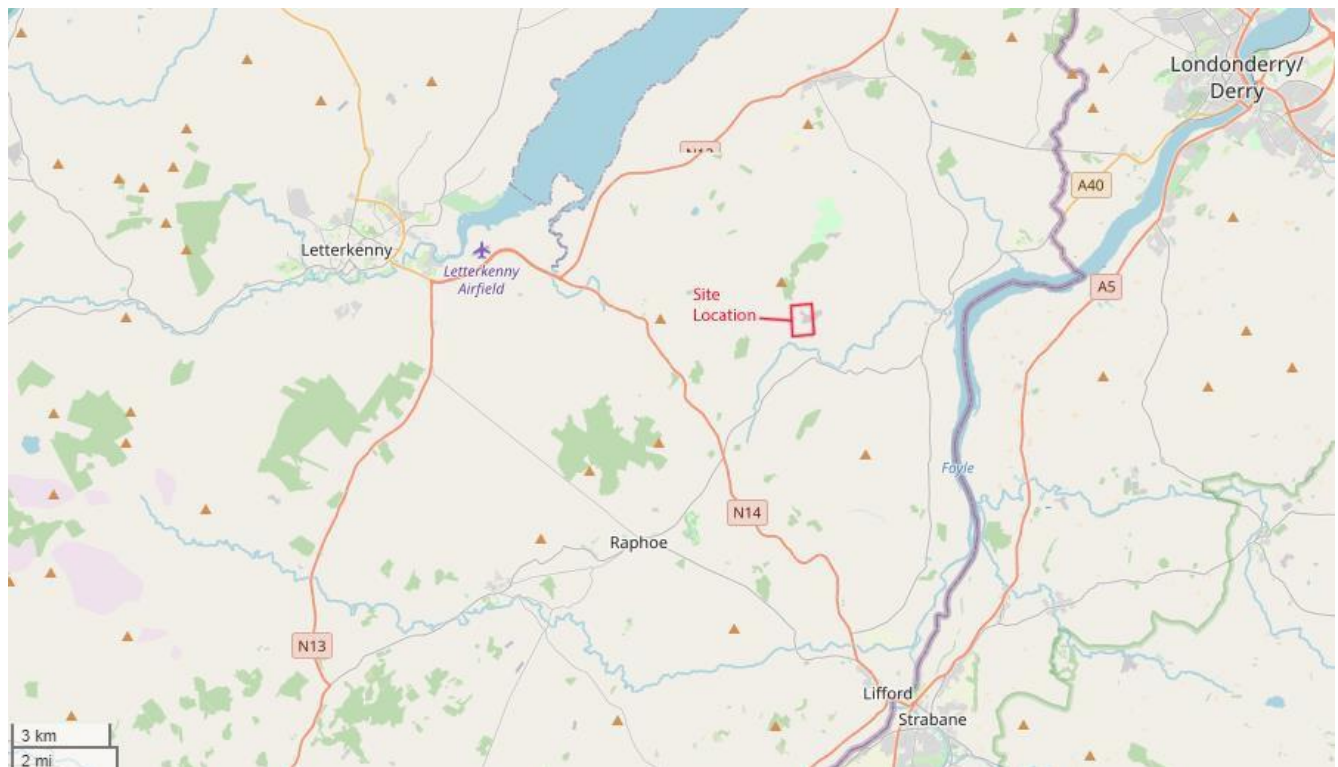 Londonderry/
Derry
N13
A40
Letterkenny
Letterkenny
Airfield
A5
Site
Location
Foyle
N14
Raphoe
N13
Lifford
Strabane
3 km
2 mi